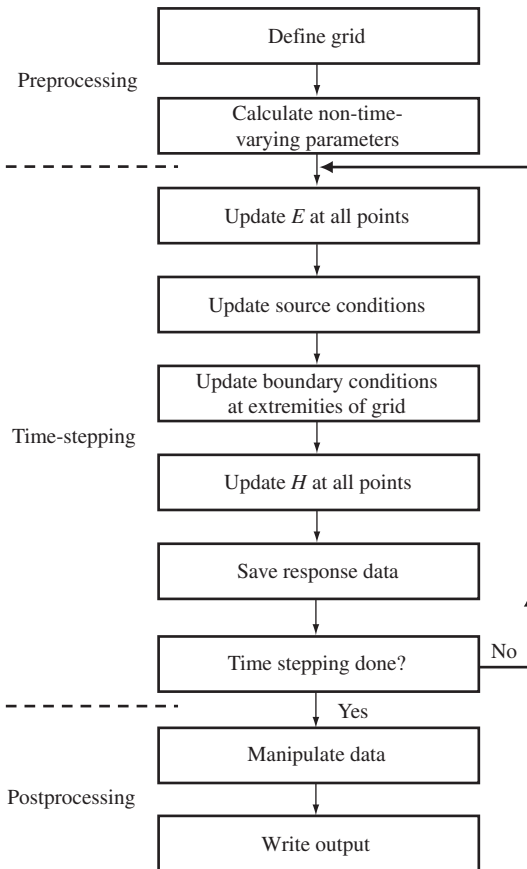 Define grid
Preprocessing
Calculate non-time-
varying parameters
Update E at all points
Update source conditions
Update boundary conditions
at extremities of grid
Time-stepping
Update H at all points
Save response data
Time stepping done?
No
Yes
Manipulate data
Postprocessing
Write output